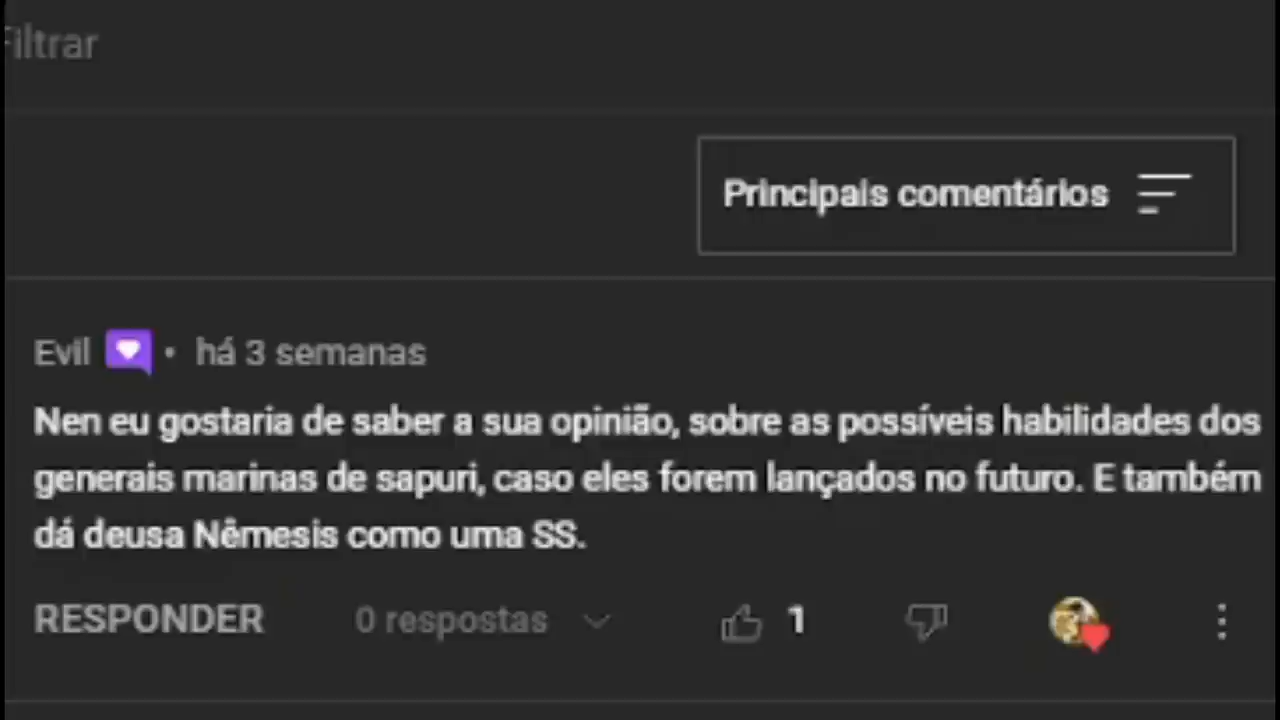 Filtrar
Principais comentários
Evil • há 3 semanas
Nen eu gostaria de saber a sua opinião, sobre as possíveis habilidades dos
generais marinas de sapuri, caso eles forem lançados no futuro. E também
dá deusa Nêmesis como uma SS.
RESPONDER 0 respostas 1